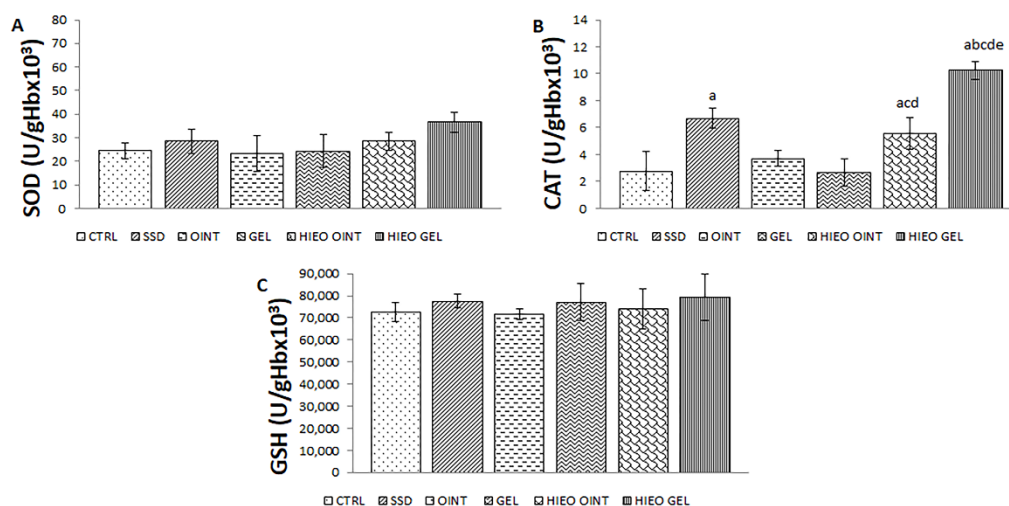 A
SOD (U/gHbx10³)
80
70
60
50
40
30
20
10
0
CTRL SSD OINT GEL HIEO OINT HIEO GEL
B
CAT (U/gHbx10³)
14
12
10
8
6
4
2
0
a
acd
abcde
CTRL SSD OINT GEL HIEO OINT HIEO GEL
C
GSH (U/gHbx10³)
90,000
80,000
70,000
60,000
50,000
40,000
30,000
20,000
10,000
0
CTRL SSD OINT GEL HIEO OINT HIEO GEL